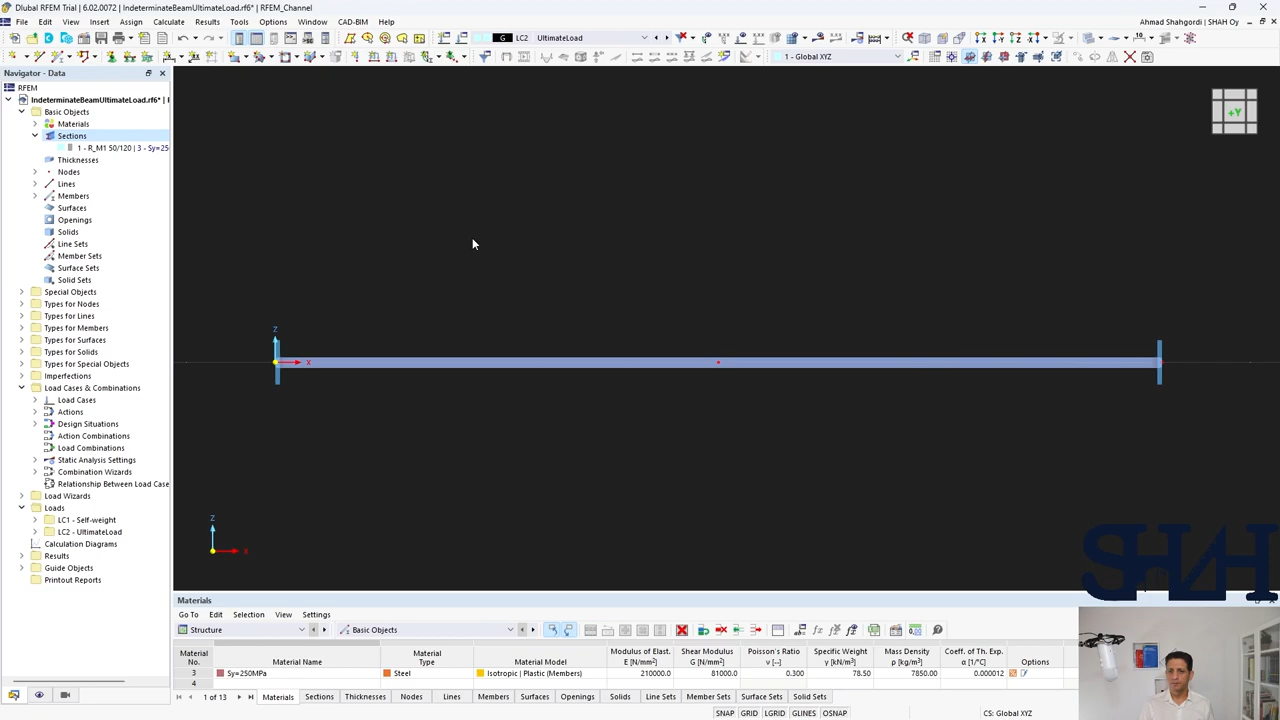 Dlubal RFEM Trial | 6.02.0072 | IndeterminateBeamUltimateLoad.rf6* | RFEM_Channel
File Edit View Insert Assign Calculate Results Tools Options Window CAD-BIM Help
Ahmad Shahgordi | SHAH Oy
G LC2 UltimateLoad
1 - Global XYZ
Navigator - Data
RFEM
IndeterminateBeamUltimateLoad.rf6* |
Basic Objects
Materials
Sections
1 - R_M1 50/120 | 3 - Sy=25
Thicknesses
Nodes
Lines
Members
Surfaces
Openings
Solids
Line Sets
Member Sets
Surface Sets
Solid Sets
Special Objects
Types for Nodes
Types for Lines
Types for Members
Types for Surfaces
Types for Solids
Types for Special Objects
Imperfections
Load Cases & Combinations
Load Cases
Actions
Design Situations
Action Combinations
Load Combinations
Static Analysis Settings
Combination Wizards
Relationship Between Load Case
Load Wizards
Loads
LC1 - Self-weight
LC2 - UltimateLoad
Calculation Diagrams
Results
Guide Objects
Printout Reports
+Y
Z
X
Z
X
SHAH
Materials
Go To Edit Selection View Settings
Structure Basic Objects
Material No. Material Name Material Type Material Model Modulus of Elast. E [N/mm²] Shear Modulus G [N/mm²] Poisson's Ratio ν [--] Specific Weight γ [kN/m³] Mass Density ρ [kg/m³] Coeff. of Th. Exp. α [1/°C] Options
3 Sy=250MPa Steel Isotropic | Plastic (Members) 210000.0 81000.0 0.300 78.50 7850.00 0.000012
4
1 of 13 Materials Sections Thicknesses Nodes Lines Members Surfaces Openings Solids Line Sets Member Sets Surface Sets Solid Sets
SNAP GRID LGRID GLINES OSNAP CS: Global XYZ